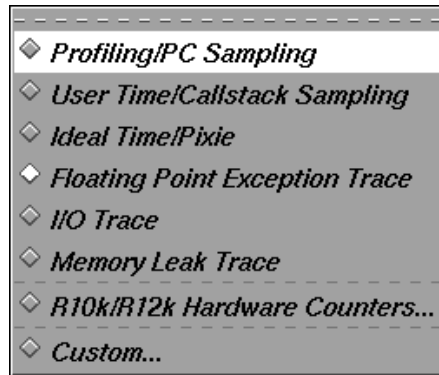 Profiling/PC Sampling
User Time/Callstack Sampling
Ideal Time/Pixie
Floating Point Exception Trace
I/O Trace
Memory Leak Trace
R10k/R12k Hardware Counters...
Custom...